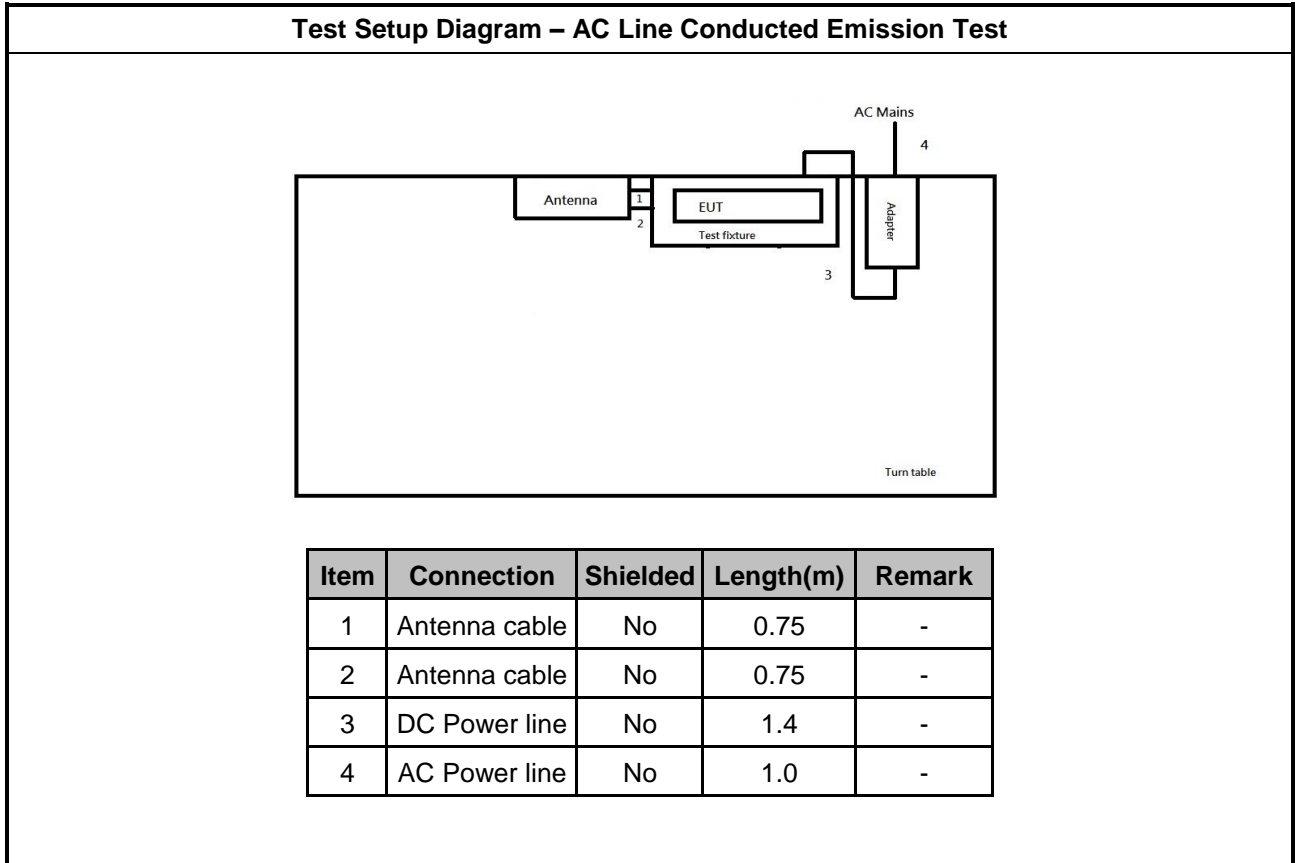 Test Setup Diagram – AC Line Conducted Emission Test
AC Mains
4
Antenna
1
2
EUT
Test fixture
Adapter
3
Turn table
Item Connection Shielded Length(m) Remark
1 Antenna cable No 0.75 -
2 Antenna cable No 0.75 -
3 DC Power line No 1.4 -
4 AC Power line No 1.0 -